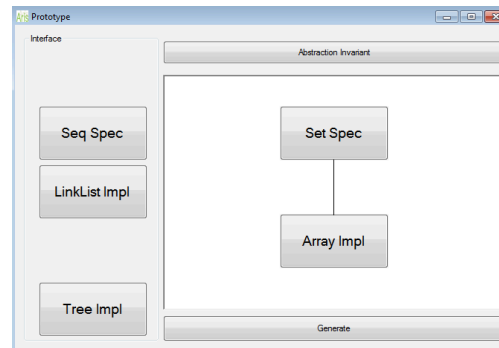 Prototype
Interface
Abstraction Invariant
Seq Spec
Set Spec
LinkList Impl
Array Impl
Tree Impl
Generate